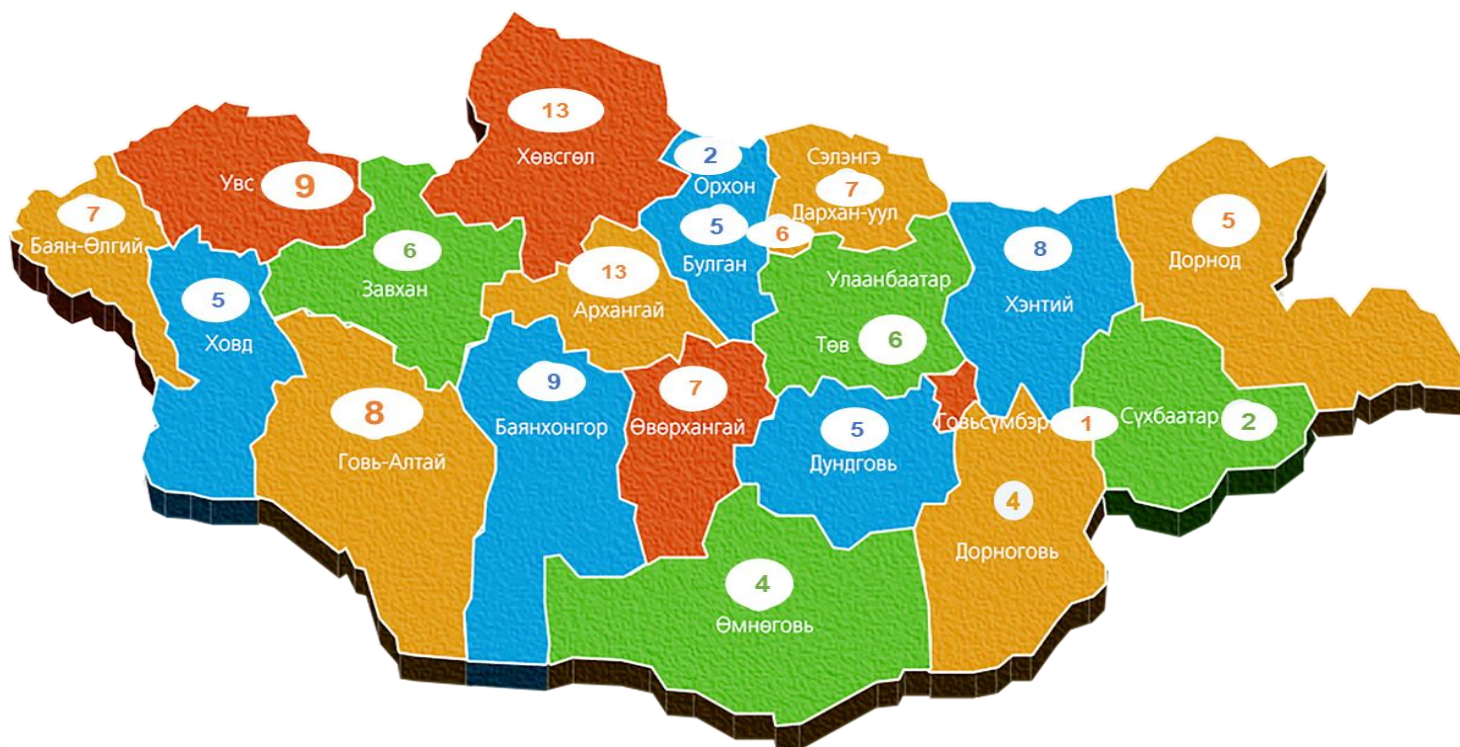 13
Хөвсгөл
Увс
9
7
Баян-Өлгий
6
Завхан
5
Ховд
13
Архангай
2
Орхон
5
Булган
Сэлэнгэ
7
Дархан-уул
6
Улаанбаатар
Төв
6
8
Хэнтий
5
Дорнод
8
Говь-Алтай
9
Баянхонгор
7
Өвөрхангай
5
Дундговь
Говьсүмбэр
1
Сүхбаатар
2
4
Дорноговь
4
Өмнөговь